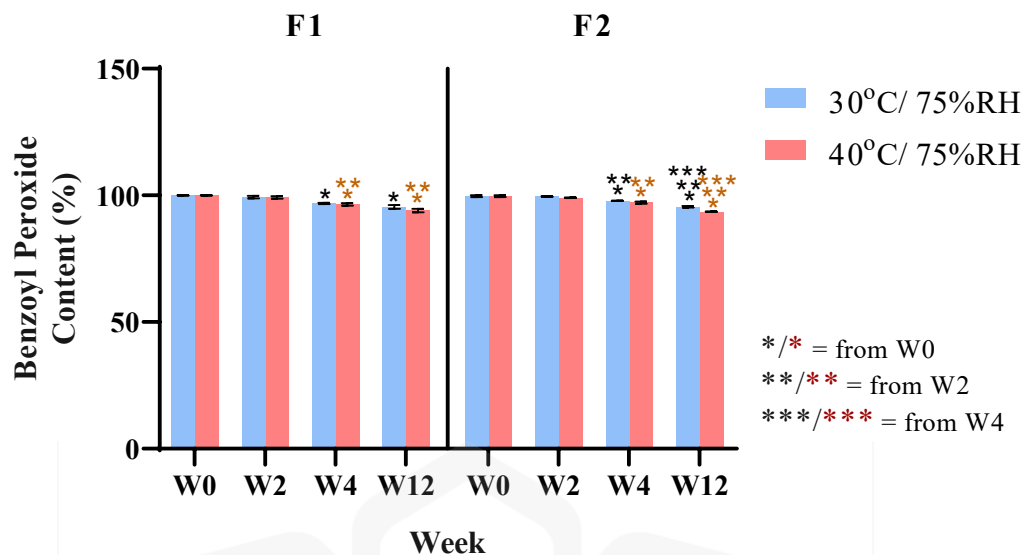 F1
F2
Benzoyl Peroxide
Content (%)
150
100
50
0
*
**
*
*
**
*
**
*
**
*
***
**
*
***
**
*
W0 W2 W4 W12 W0 W2 W4 W12
Week
30°C/ 75%RH
40°C/ 75%RH
*/* = from W0
**/** = from W2
***/*** = from W4